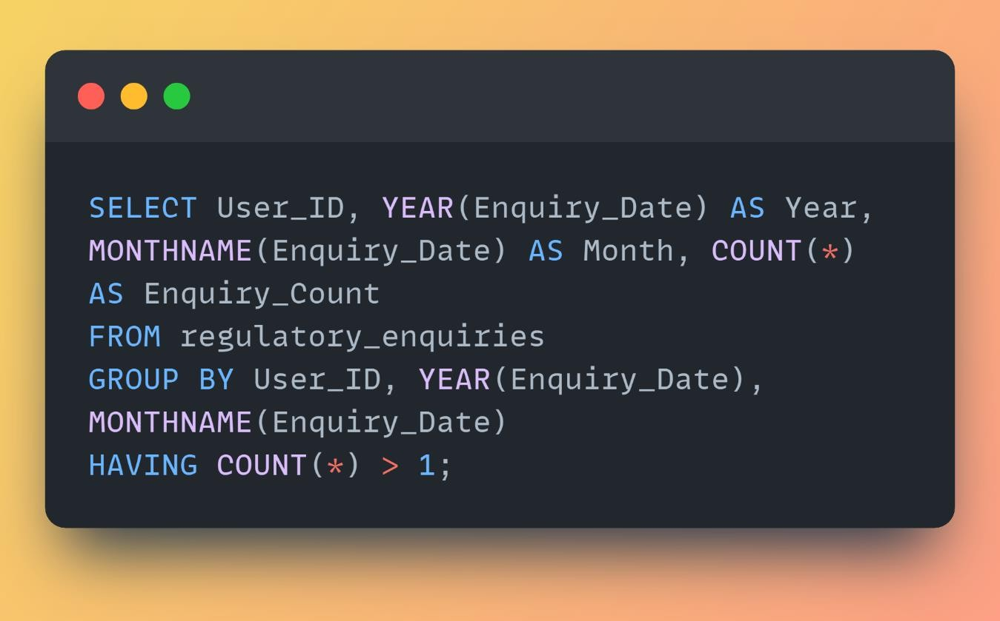 SELECT User_ID, YEAR(Enquiry_Date) AS Year,
MONTHNAME(Enquiry_Date) AS Month, COUNT(*)
AS Enquiry_Count
FROM regulatory_enquiries
GROUP BY User_ID, YEAR(Enquiry_Date),
MONTHNAME(Enquiry_Date)
HAVING COUNT(*) > 1;